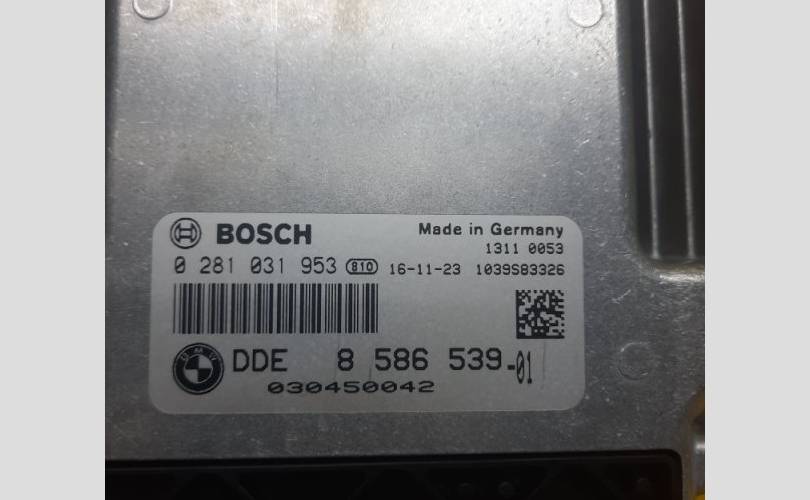 BOSCH
Made in Germany
1311 0053
0 281 031 953 810 16-11-23 1039S83326
DDE 8 586 539-01
030450042